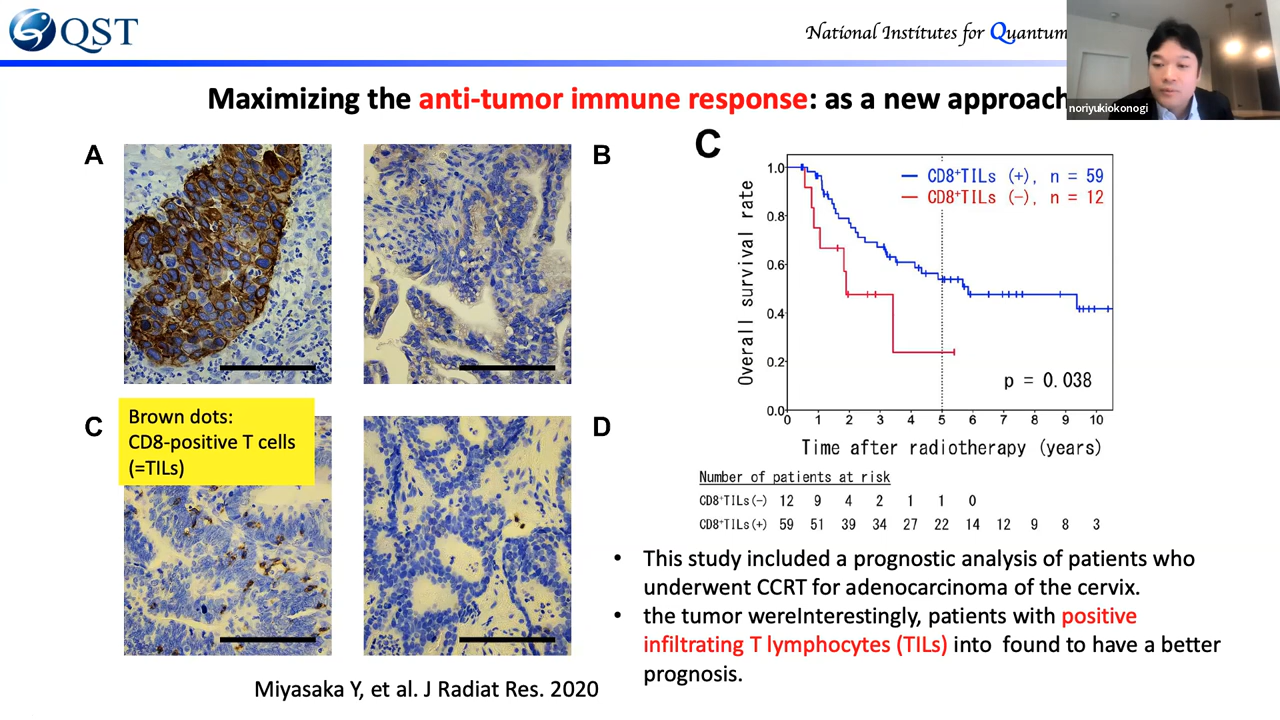 QST
National Institutes for Quantum
noriyukiokonogi
Maximizing the anti-tumor immune response: as a new approach
A
B
C
D
Brown dots:
CD8-positive T cells
(=TILs)
Miyasaka Y, et al. J Radiat Res. 2020
C
CD8⁺TILs (+), n = 59
CD8⁺TILs (−), n = 12
Overall survival rate
1.0
0.8
0.6
0.4
0.2
0.0
p = 0.038
0 1 2 3 4 5 6 7 8 9 10
Time after radiotherapy (years)
Number of patients at risk
CD8⁺TILs(−) 12 9 4 2 1 1 0
CD8⁺TILs(+) 59 51 39 34 27 22 14 12 9 8 3
• This study included a prognostic analysis of patients who
underwent CCRT for adenocarcinoma of the cervix.
• the tumor wereInterestingly, patients with positive
infiltrating T lymphocytes (TILs) into found to have a better
prognosis.